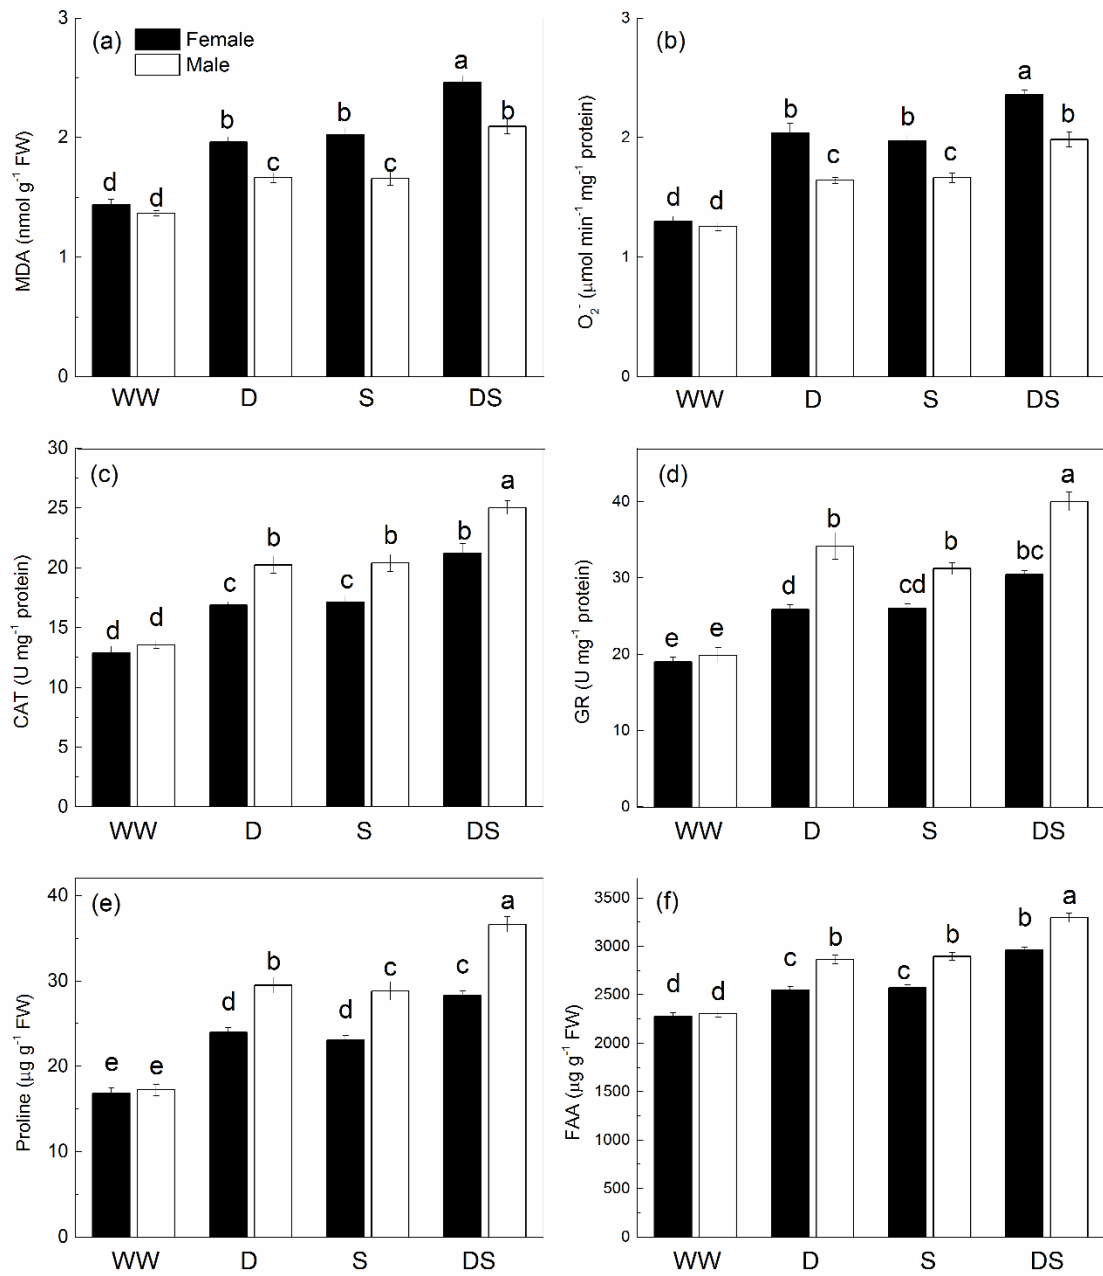 (a)
Female
Male
MDA (nmol g⁻¹ FW)
3
2
1
0
d d b c b c a b
WW D S DS
(b)
O₂⁻ (μmol min⁻¹ mg⁻¹ protein)
3
2
1
0
d d b c b c a b
WW D S DS
(c)
CAT (U mg⁻¹ protein)
30
25
20
15
10
5
0
d d c b c b b a
WW D S DS
(d)
GR (U mg⁻¹ protein)
40
30
20
10
0
e e d b cd b bc a
WW D S DS
(e)
Proline (μg g⁻¹ FW)
40
30
20
10
0
e e d b d c c a
WW D S DS
(f)
FAA (μg g⁻¹ FW)
3500
3000
2500
2000
1500
1000
500
0
d d c b c b b a
WW D S DS